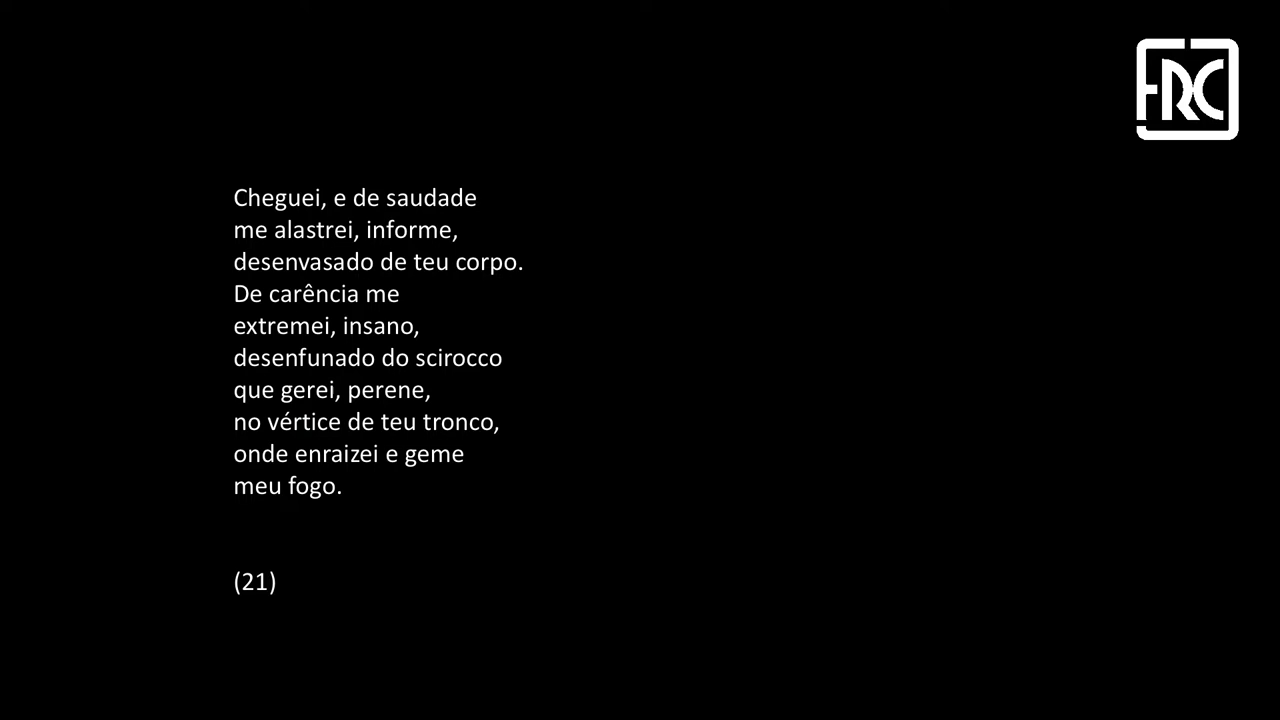 FRC
Cheguei, e de saudade
me alastrei, informe,
desenvasado de teu corpo.
De carência me
extremei, insano,
desenfunado do scirocco
que gerei, perene,
no vértice de teu tronco,
onde enraizei e geme
meu fogo.
(21)